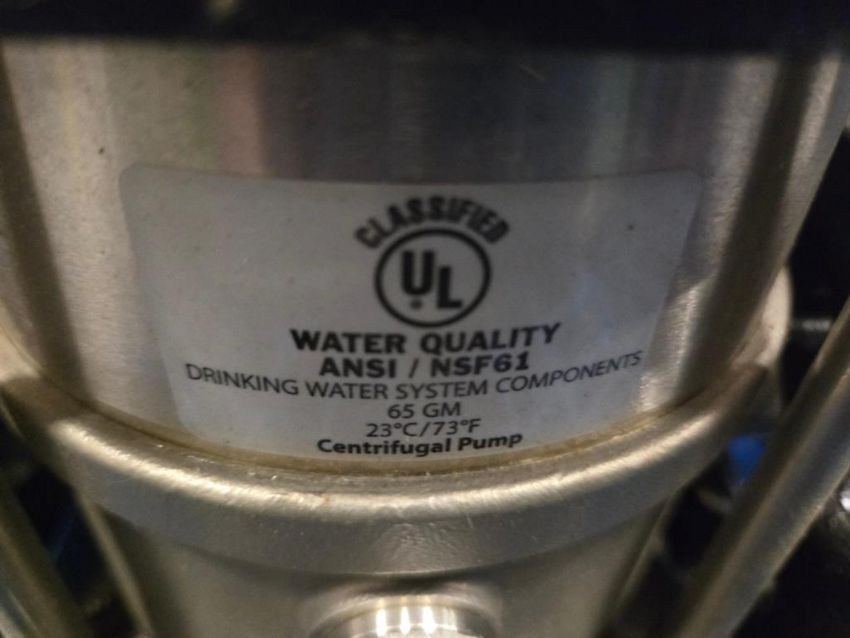 CLASSIFIED
UL
WATER QUALITY
ANSI / NSF61
DRINKING WATER SYSTEM COMPONENTS
65 GM
23°C/73°F
Centrifugal Pump